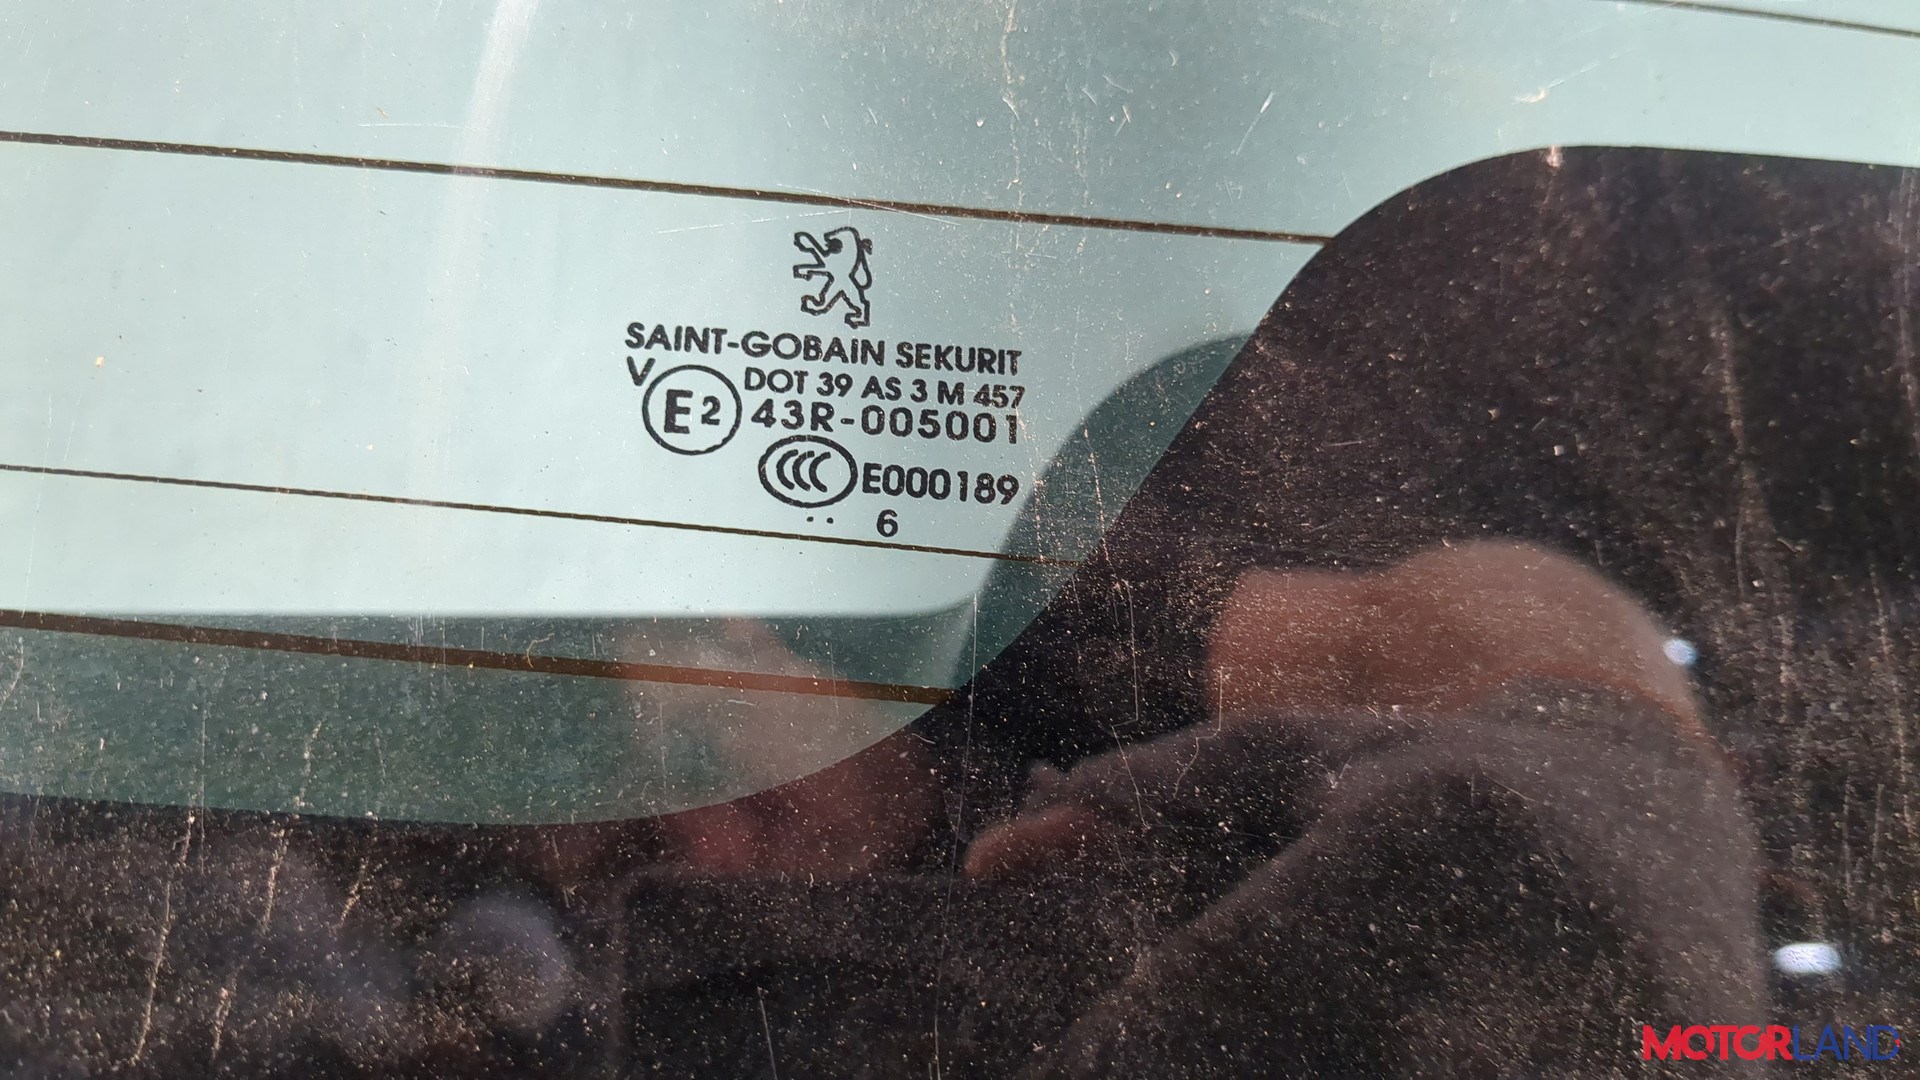 SAINT-GOBAIN SEKURIT
V DOT 39 AS 3 M 457
E2 43R-005001
CCC E000189
.. 6
MOTORLAND